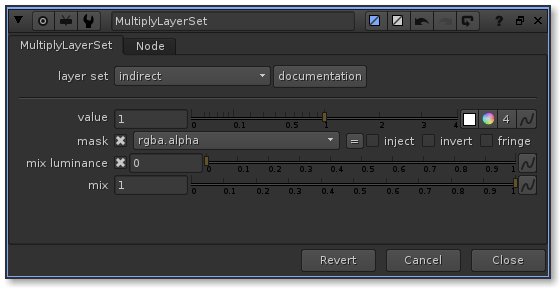 MultiplyLayerSet ?
MultiplyLayerSet Node
layer set indirect documentation
value 1 0 0.1 0.5 1 2 3 4 4
mask rgba.alpha = inject invert fringe
mix luminance 0 0 0.1 0.2 0.3 0.4 0.5 0.6 0.7 0.8 0.9 1
mix 1 0 0.1 0.2 0.3 0.4 0.5 0.6 0.7 0.8 0.9 1
Revert Cancel Close